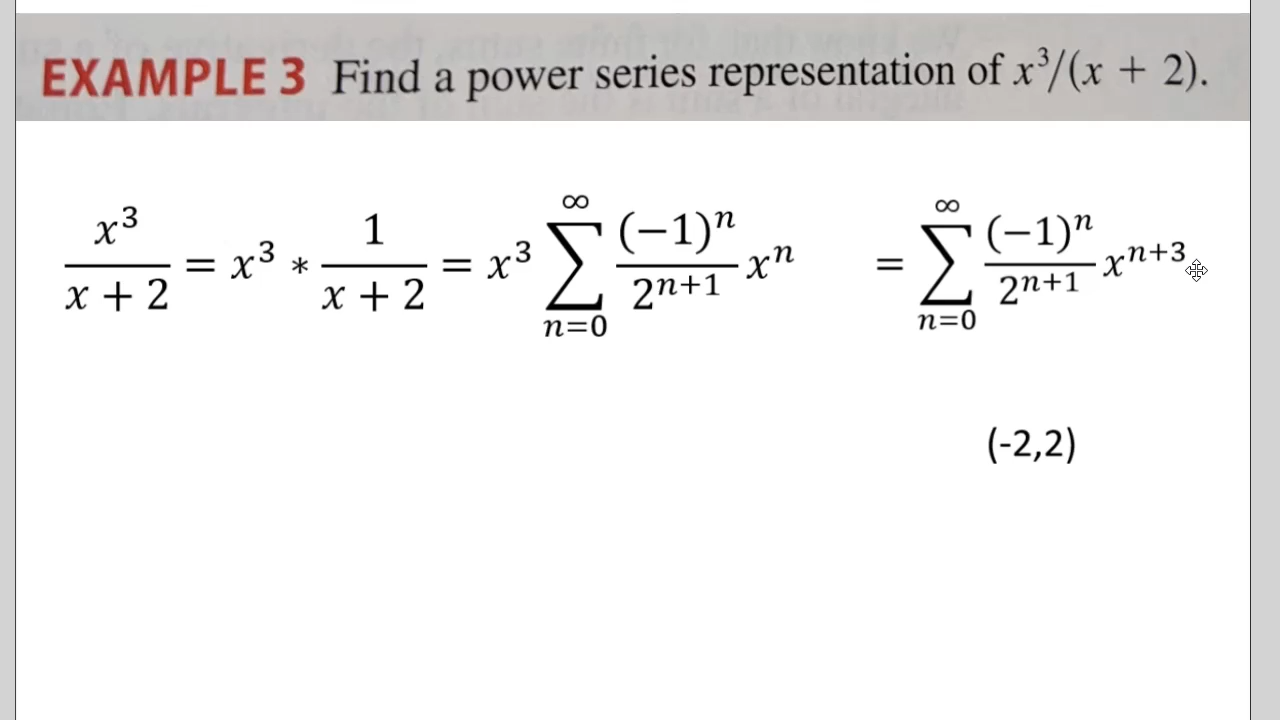 EXAMPLE 3 Find a power series representation of x³/(x + 2).
x³/(x + 2) = x³ * 1/(x + 2) = x³ ∑_{n=0}^{∞} (−1)ⁿ/2ⁿ⁺¹ xⁿ = ∑_{n=0}^{∞} (−1)ⁿ/2ⁿ⁺¹ xⁿ⁺³
(-2,2)